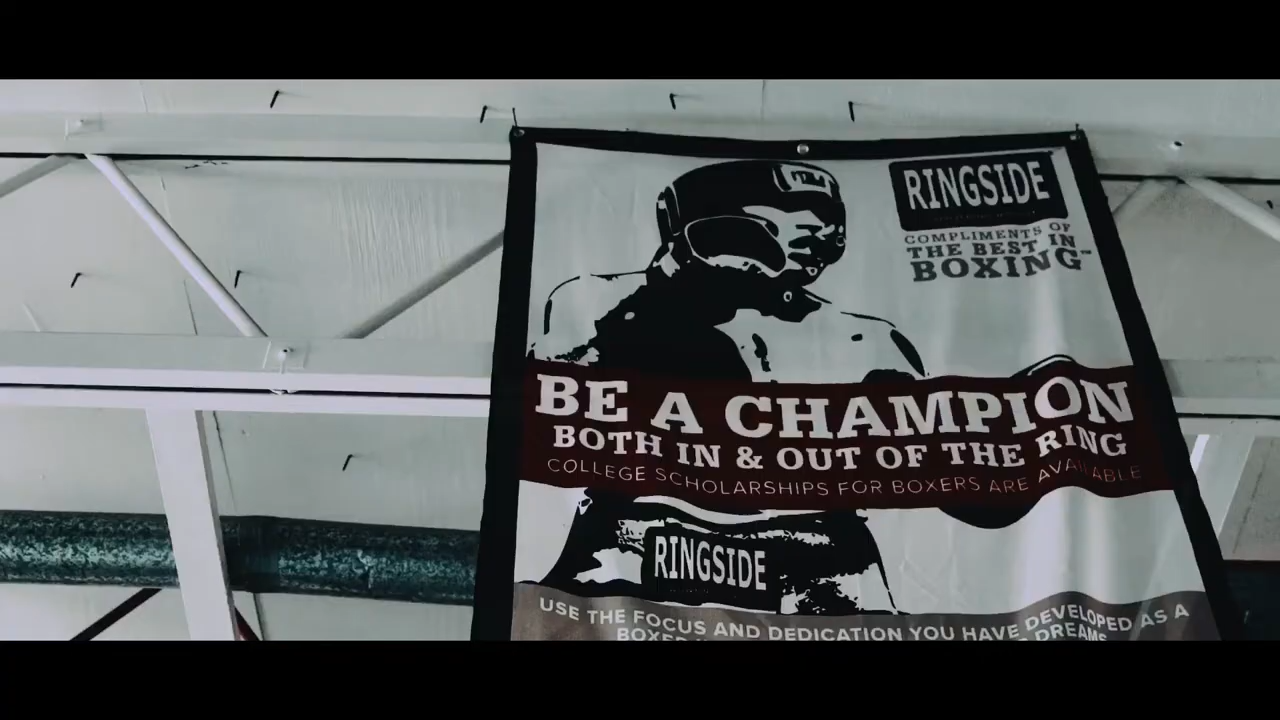 RINGSIDE
COMPLIMENTS OF
THE BEST IN
BOXING™
BE A CHAMPION
BOTH IN & OUT OF THE RING
COLLEGE SCHOLARSHIPS FOR BOXERS ARE AVAILABLE
RINGSIDE
USE THE FOCUS AND DEDICATION YOU HAVE DEVELOPED AS A
DREAMS